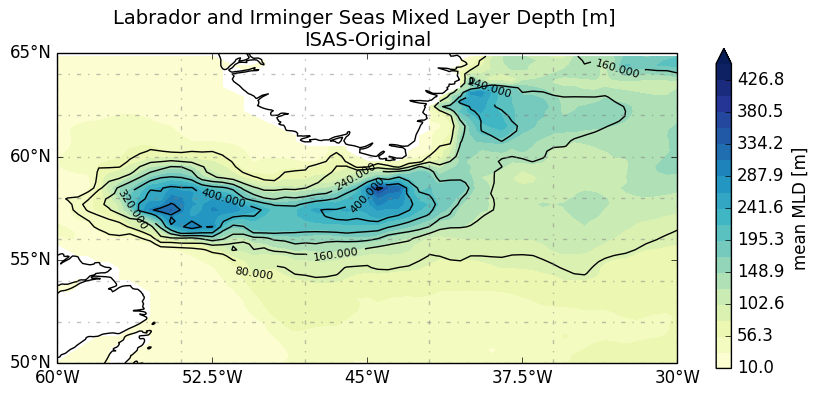 Labrador and Irminger Seas Mixed Layer Depth [m]
ISAS-Original
65°N
60°N
55°N
50°N
60°W
52.5°W
45°W
37.5°W
30°W
160.000
240.000
240.000
400.000
320.000
400.000
160.000
80.000
426.8
380.5
334.2
287.9
241.6
195.3
148.9
102.6
56.3
10.0
mean MLD [m]